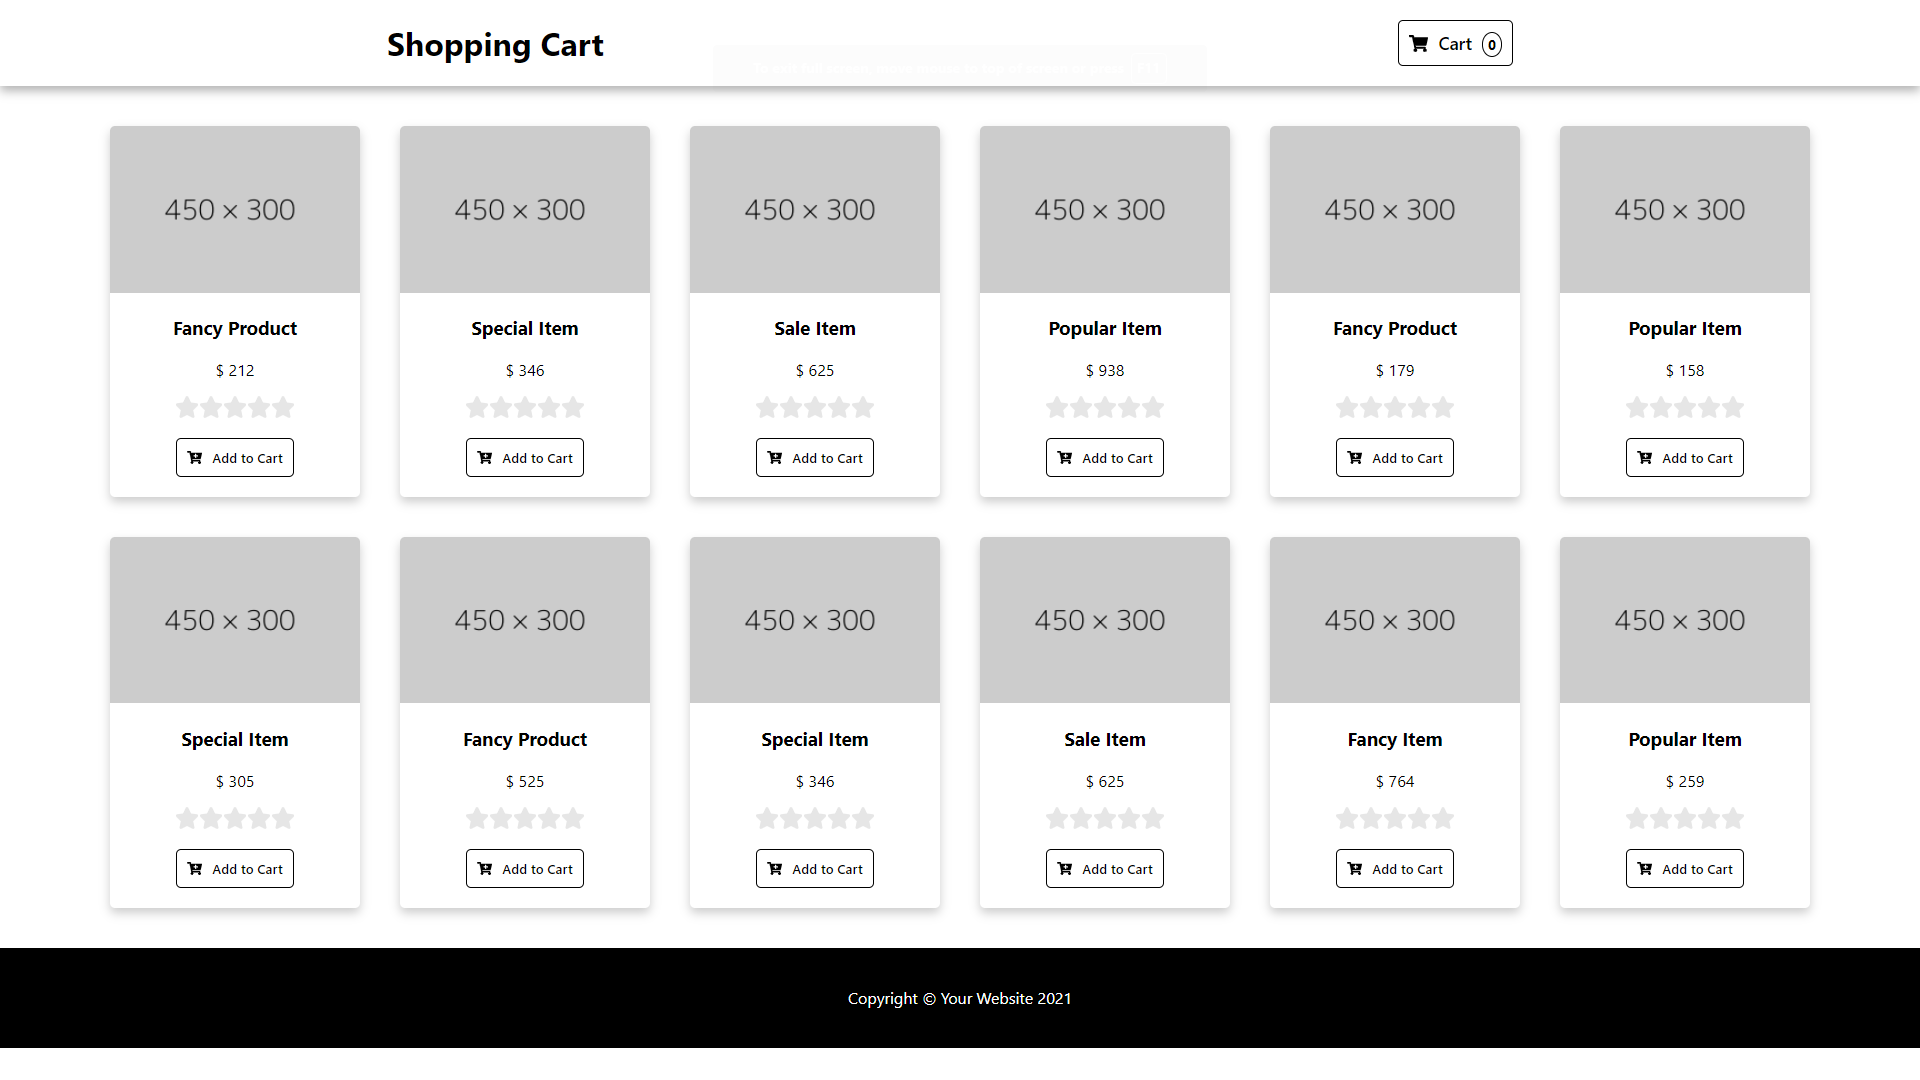 Shopping Cart
Cart 0
450 × 300
450 × 300
450 × 300
450 × 300
450 × 300
450 × 300
Fancy Product
Special Item
Sale Item
Popular Item
Fancy Product
Popular Item
$ 212
$ 346
$ 625
$ 938
$ 179
$ 158
Add to Cart
Add to Cart
Add to Cart
Add to Cart
Add to Cart
Add to Cart
450 × 300
450 × 300
450 × 300
450 × 300
450 × 300
450 × 300
Special Item
Fancy Product
Special Item
Sale Item
Fancy Item
Popular Item
$ 305
$ 525
$ 346
$ 625
$ 764
$ 259
Add to Cart
Add to Cart
Add to Cart
Add to Cart
Add to Cart
Add to Cart
Copyright © Your Website 2021